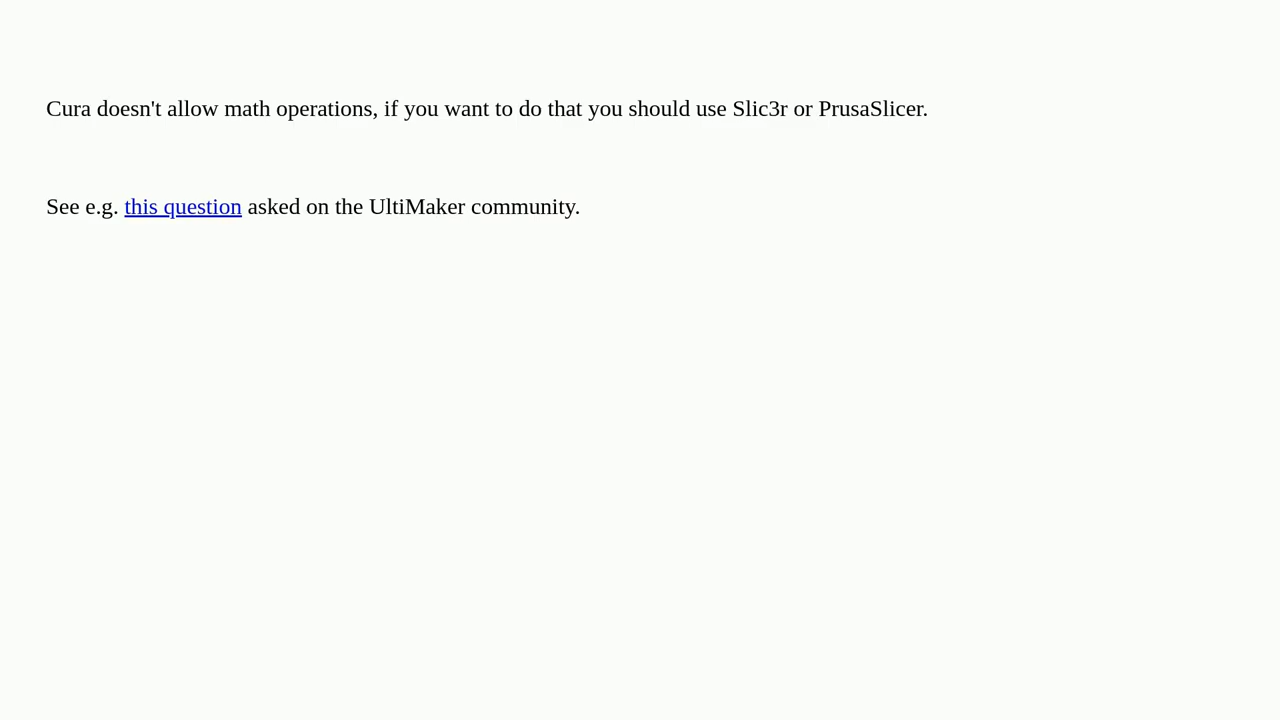 Cura doesn't allow math operations, if you want to do that you should use Slic3r or PrusaSlicer.
See e.g. this question asked on the UltiMaker community.